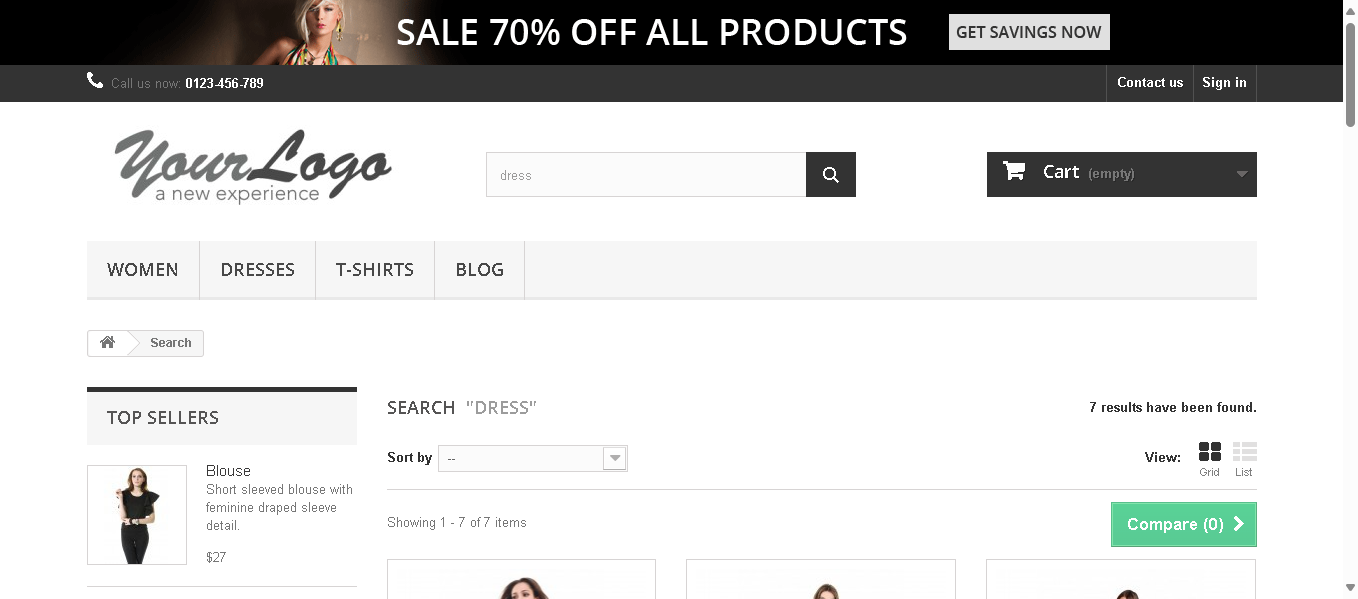 SALE 70% OFF ALL PRODUCTS GET SAVINGS NOW
Call us now: 0123-456-789 Contact us Sign in
YourLogo
a new experience
dress
Cart (empty)
WOMEN DRESSES T-SHIRTS BLOG
Search
TOP SELLERS
Blouse
Short sleeved blouse with
feminine draped sleeve
detail.
$27
SEARCH "DRESS" 7 results have been found.
Sort by -- View: Grid List
Showing 1 - 7 of 7 items Compare (0)